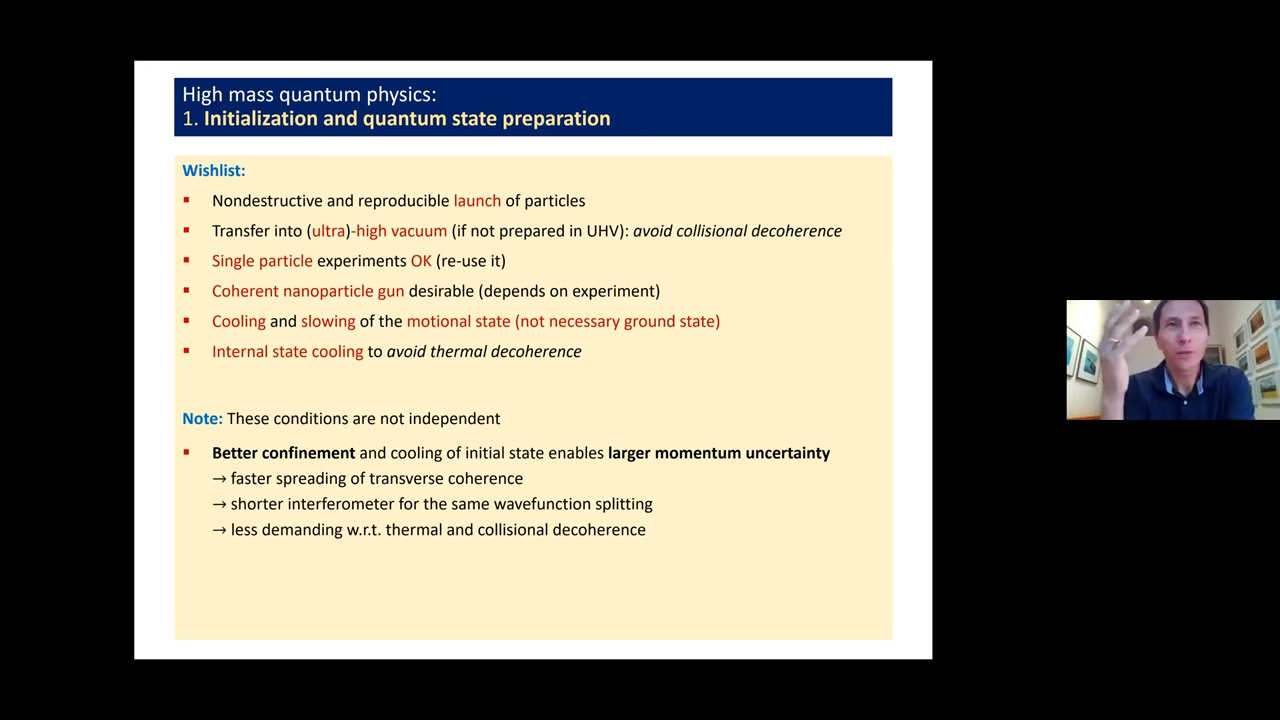 High mass quantum physics:
1. Initialization and quantum state preparation
Wishlist:
▪ Nondestructive and reproducible launch of particles
▪ Transfer into (ultra)-high vacuum (if not prepared in UHV): avoid collisional decoherence
▪ Single particle experiments OK (re-use it)
▪ Coherent nanoparticle gun desirable (depends on experiment)
▪ Cooling and slowing of the motional state (not necessary ground state)
▪ Internal state cooling to avoid thermal decoherence
Note: These conditions are not independent
▪ Better confinement and cooling of initial state enables larger momentum uncertainty
→ faster spreading of transverse coherence
→ shorter interferometer for the same wavefunction splitting
→ less demanding w.r.t. thermal and collisional decoherence